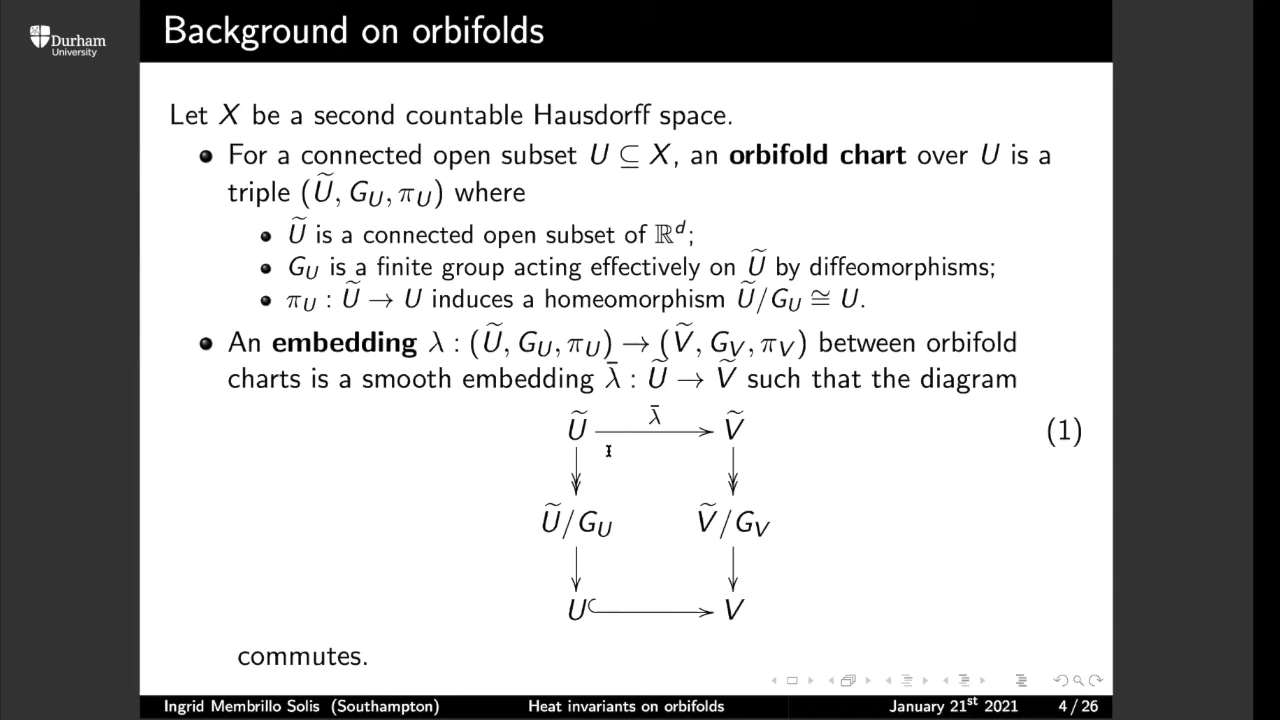 Durham
University
Background on orbifolds
Let X be a second countable Hausdorff space.
• For a connected open subset U ⊆ X, an orbifold chart over U is a
triple (Ũ, G_U, π_U) where
• Ũ is a connected open subset of ℝ^d;
• G_U is a finite group acting effectively on Ũ by diffeomorphisms;
• π_U : Ũ → U induces a homeomorphism Ũ/G_U ≅ U.
• An embedding λ : (Ũ, G_U, π_U) → (Ṽ, G_V, π_V) between orbifold
charts is a smooth embedding λ̄ : Ũ → Ṽ such that the diagram
λ̄
Ũ Ṽ (1)
Ũ/G_U Ṽ/G_V
U V
commutes.
Ingrid Membrillo Solis (Southampton) Heat invariants on orbifolds January 21st 2021 4 / 26